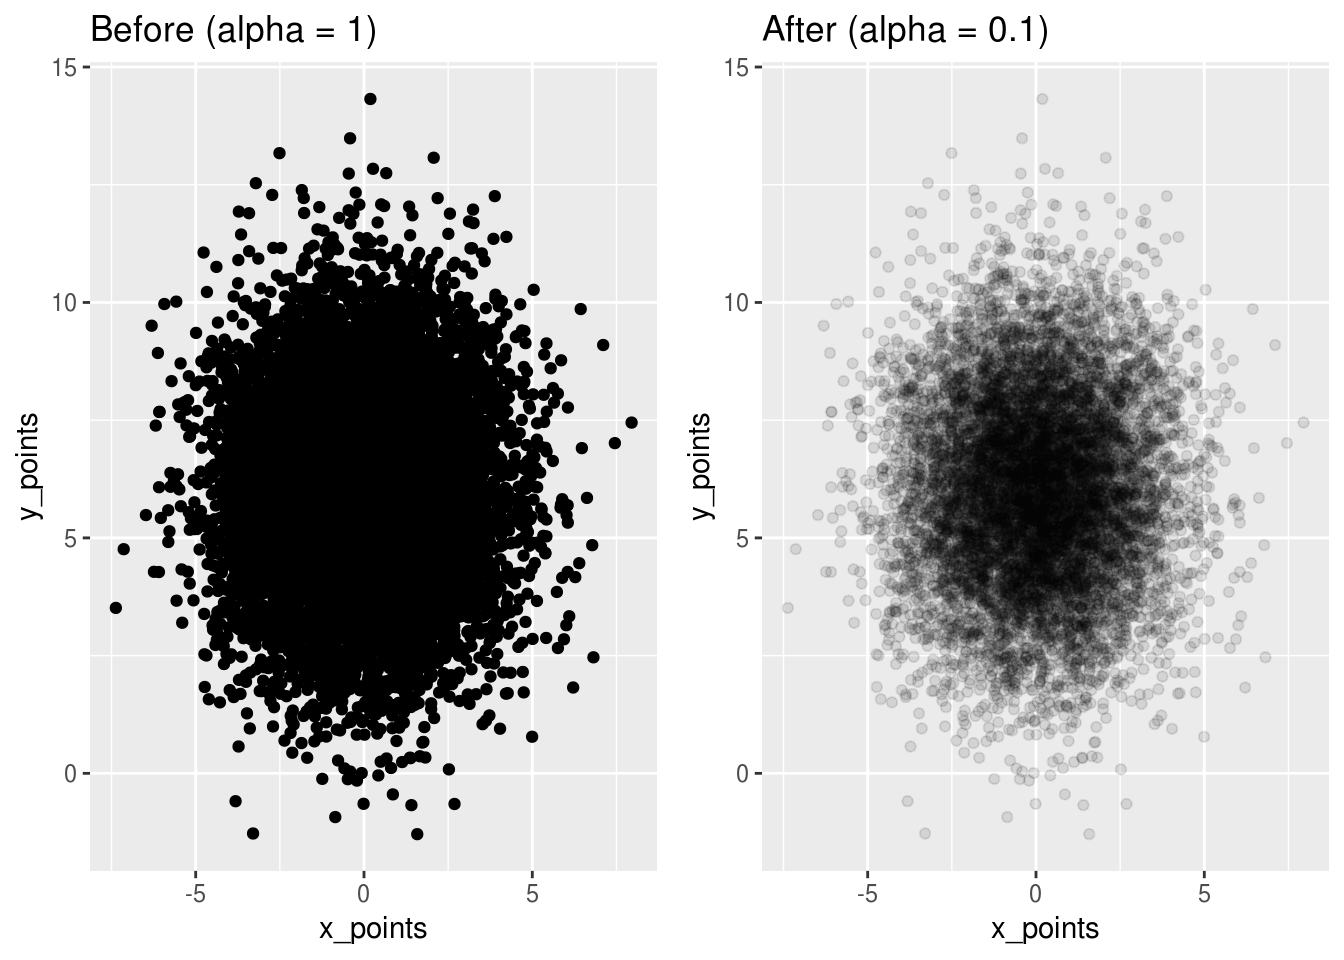 Before (alpha = 1)
15
10
5
0
y_points
-5
0
5
x_points
After (alpha = 0.1)
15
10
5
0
y_points
-5
0
5
x_points